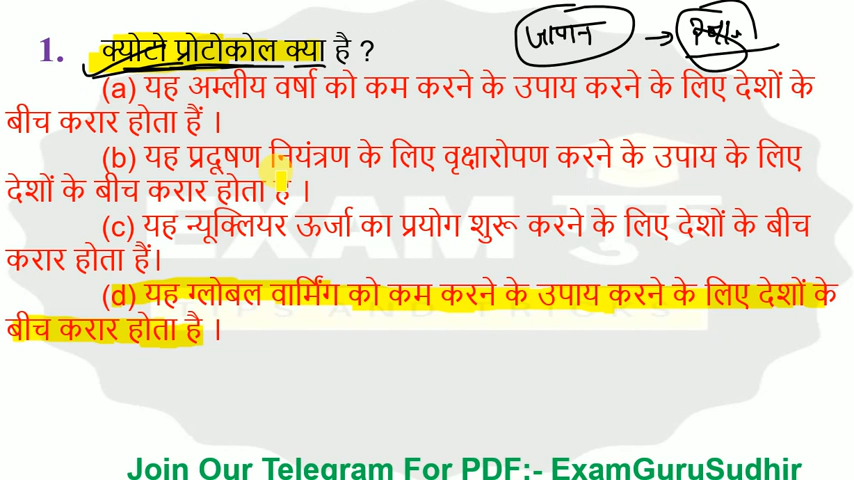 जापान →
1. क्योटो प्रोटोकोल क्या है ?
(a) यह अम्लीय वर्षा को कम करने के उपाय करने के लिए देशों के
बीच करार होता हैं ।
(b) यह प्रदूषण नियंत्रण के लिए वृक्षारोपण करने के उपाय के लिए
देशों के बीच करार होता है ।
(c) यह न्यूक्लियर ऊर्जा का प्रयोग शुरू करने के लिए देशों के बीच
करार होता हैं।
(d) यह ग्लोबल वार्मिंग को कम करने के उपाय करने के लिए देशों के
बीच करार होता है ।
Join Our Telegram For PDF:- ExamGuruSudhir